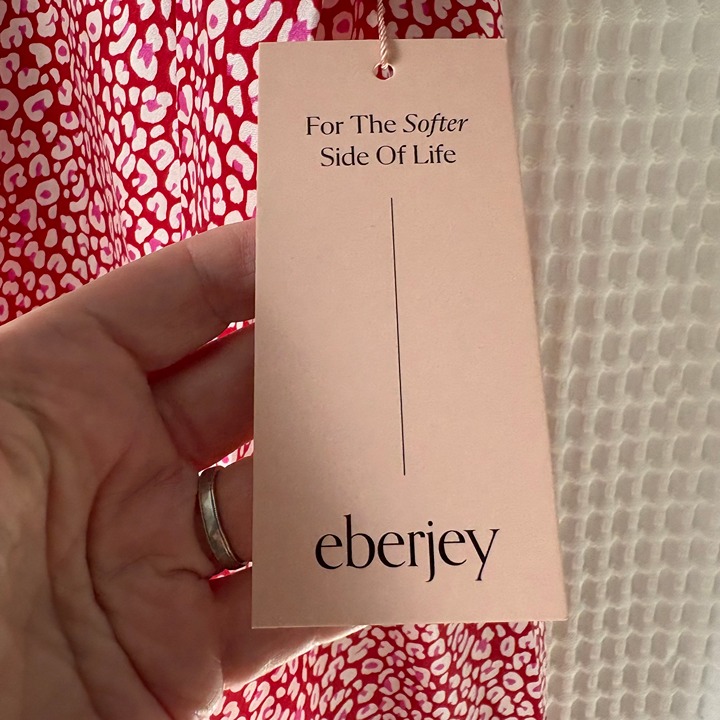 For The Softer
Side Of Life
eberjey